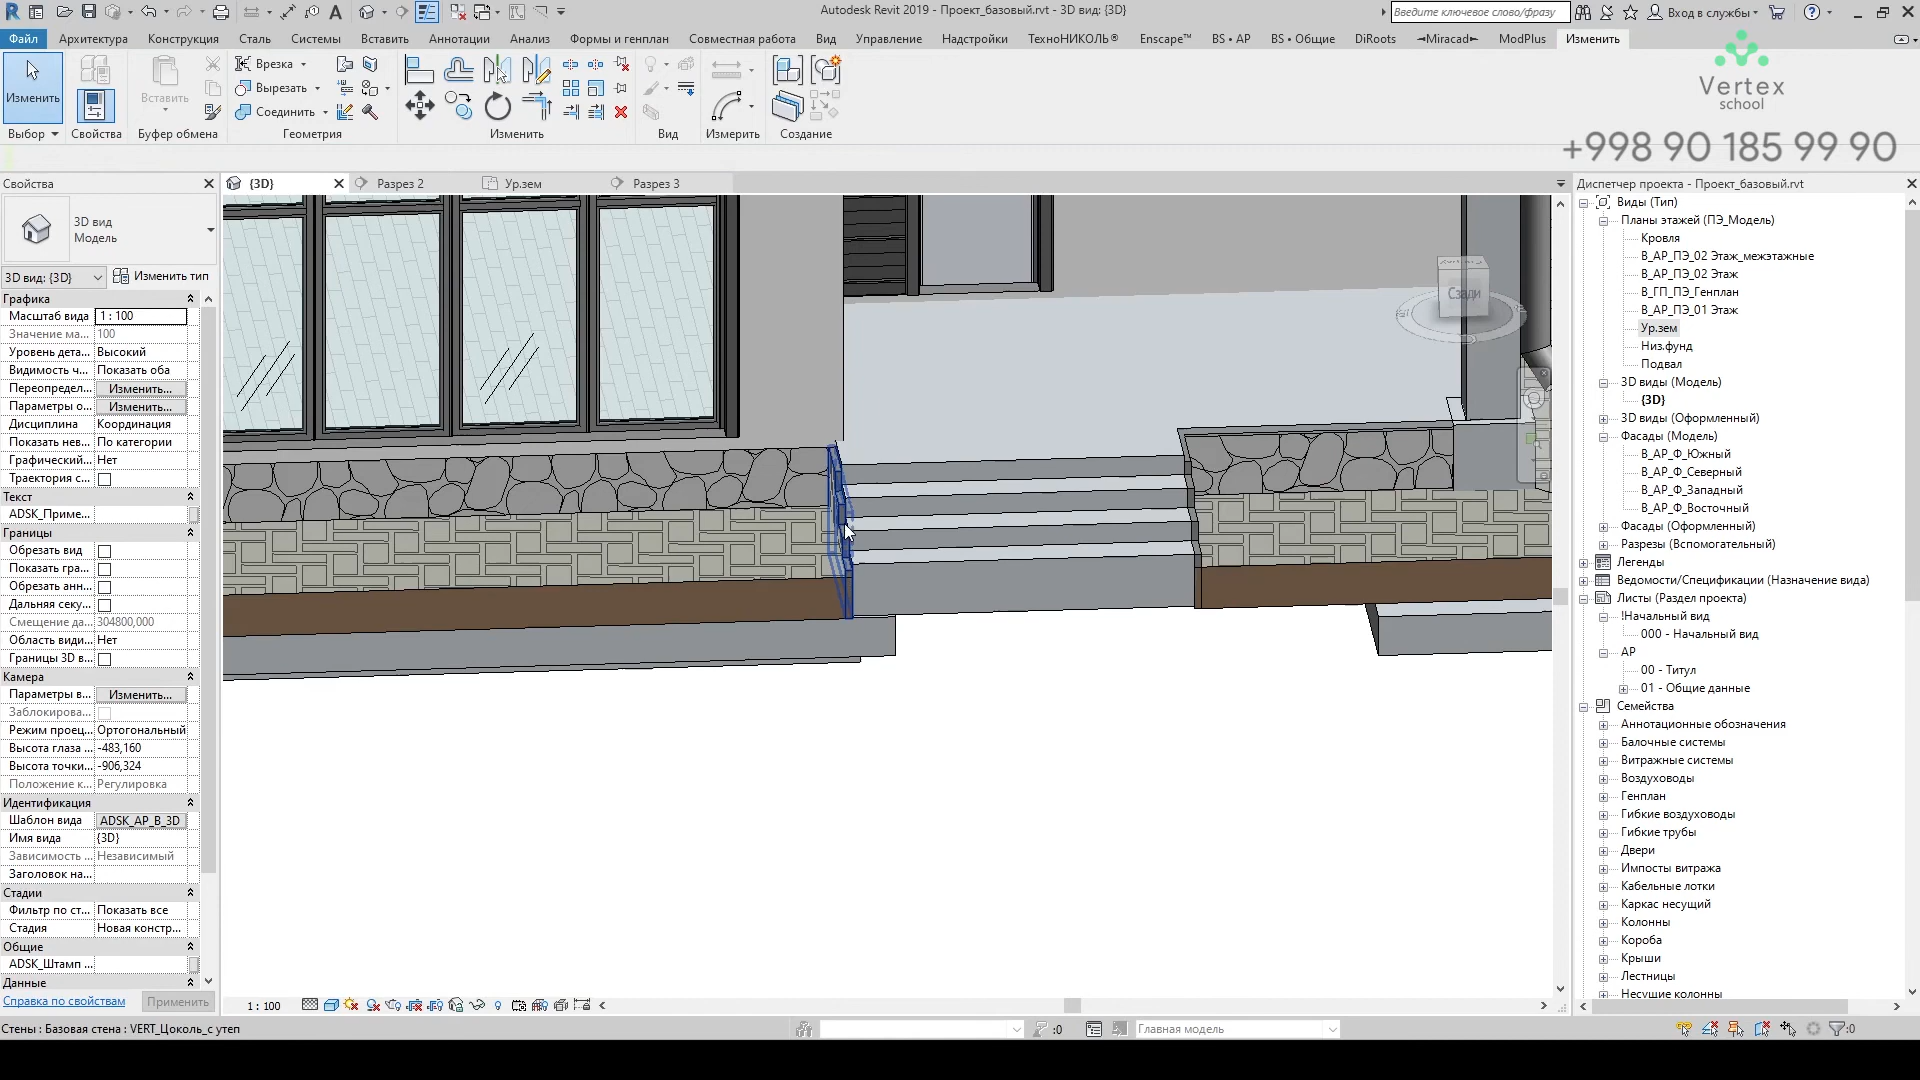 Autodesk Revit 2019 - Проект_базовый.rvt - 3D вид: {3D}
Введите ключевое слово/фразу
Вход в службы
Файл Архитектура Конструкция Сталь Системы Вставить Аннотации Анализ Формы и генплан Совместная работа Вид Управление Надстройки ТехноНИКОЛЬ® Enscape™ BS • АР BS • Общие DiRoots ◄Miracad► ModPlus Изменить
Изменить
Вставить
Врезка
Вырезать
Соединить
Выбор Свойства Буфер обмена Геометрия Изменить Вид Измерить Создание
Vertex
school
+998 90 185 99 90
Свойства
{3D} Разрез 2 Ур.зем Разрез 3
Диспетчер проекта - Проект_базовый.rvt
3D вид
Модель
3D вид: {3D} Изменить тип
Графика
Масштаб вида 1 : 100
Значение ма... 100
Уровень дета... Высокий
Видимость ч... Показать оба
Переопредел... Изменить...
Параметры о... Изменить...
Дисциплина Координация
Показать нев... По категории
Графический... Нет
Траектория с...
Текст
ADSK_Приме...
Границы
Обрезать вид
Показать гра...
Обрезать анн...
Дальняя секу...
Смещение да... 304800,000
Область види... Нет
Границы 3D в...
Камера
Параметры в... Изменить...
Заблокирова...
Режим проец... Ортогональный
Высота глаза ... -483,160
Высота точки... -906,324
Положение к... Регулировка
Идентификация
Шаблон вида ADSK_АР_В_3D
Имя вида {3D}
Зависимость ... Независимый
Заголовок на...
Стадии
Фильтр по ст... Показать все
Стадия Новая констр...
Общие
ADSK_Штамп ...
Данные
Справка по свойствам Применить
Сзади
1 : 100
Виды (Тип)
Планы этажей (ПЭ_Модель)
Кровля
В_АР_ПЭ_02 Этаж_межэтажные
В_АР_ПЭ_02 Этаж
В_ГП_ПЭ_Генплан
В_АР_ПЭ_01 Этаж
Ур.зем
Низ.фунд
Подвал
3D виды (Модель)
{3D}
3D виды (Оформленный)
Фасады (Модель)
В_АР_Ф_Южный
В_АР_Ф_Северный
В_АР_Ф_Западный
В_АР_Ф_Восточный
Фасады (Оформленный)
Разрезы (Вспомогательный)
Легенды
Ведомости/Спецификации (Назначение вида)
Листы (Раздел проекта)
!Начальный вид
000 - Начальный вид
АР
00 - Титул
01 - Общие данные
Семейства
Аннотационные обозначения
Балочные системы
Витражные системы
Воздуховоды
Генплан
Гибкие воздуховоды
Гибкие трубы
Двери
Импосты витража
Кабельные лотки
Каркас несущий
Колонны
Короба
Крыши
Лестницы
Несущие колонны
Стены : Базовая стена : VERT_Цоколь_с утеп
:0
Главная модель
:0